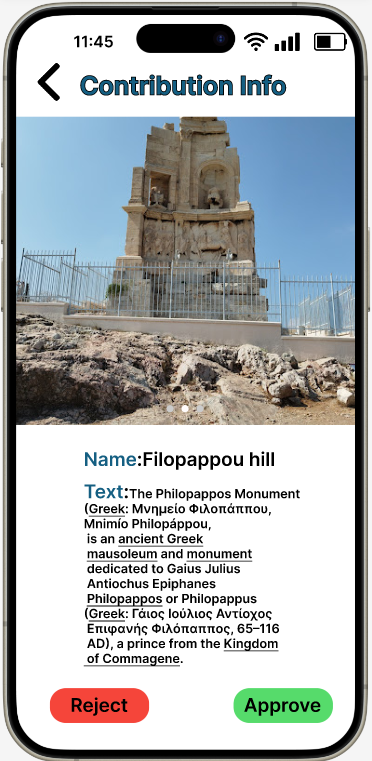 11:45
Contribution Info
Name:Filopappou hill
Text:The Philopappos Monument
(Greek: Μνημείο Φιλοπάππου,
Mnimío Philopáppou,
is an ancient Greek
mausoleum and monument
dedicated to Gaius Julius
Antiochus Epiphanes
Philopappos or Philopappus
(Greek: Γάιος Ιούλιος Αντίοχος
Επιφανής Φιλόπαππος, 65–116
AD), a prince from the Kingdom
of Commagene.
Reject
Approve